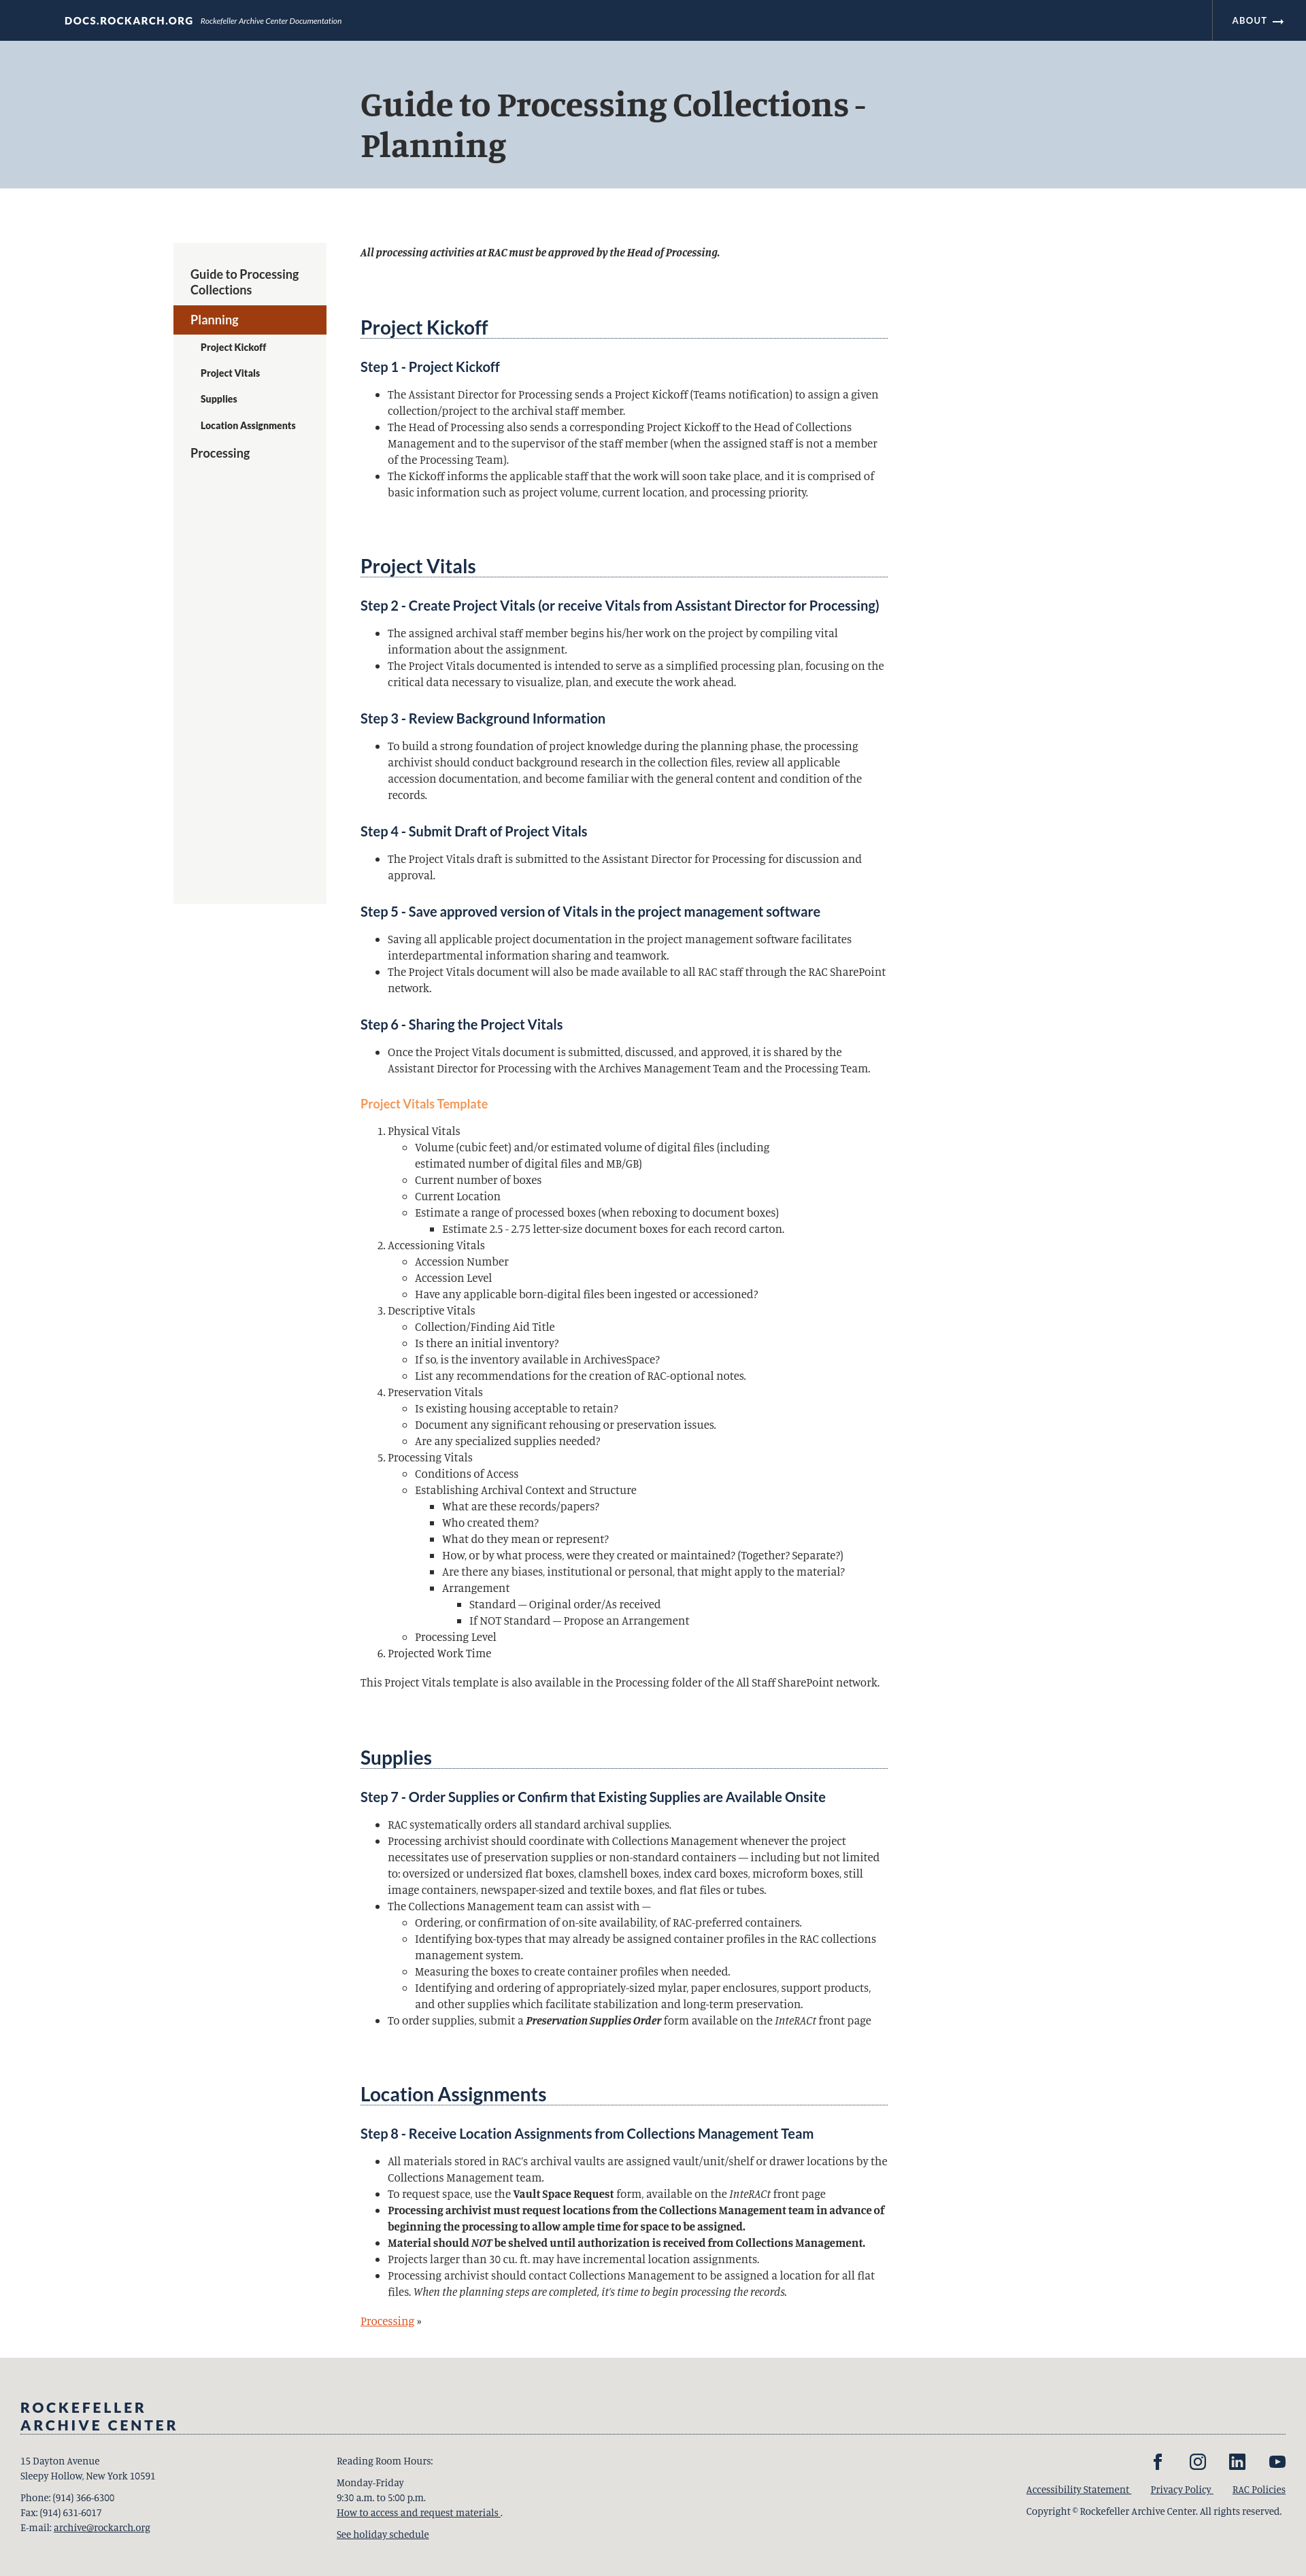 DOCS.ROCKARCH.ORG Rockefeller Archive Center Documentation
ABOUT →
Guide to Processing Collections -
Planning
Guide to Processing
Collections
Planning
Project Kickoff
Project Vitals
Supplies
Location Assignments
Processing
All processing activities at RAC must be approved by the Head of Processing.
Project Kickoff
Step 1 - Project Kickoff
• The Assistant Director for Processing sends a Project Kickoff (Teams notification) to assign a given
collection/project to the archival staff member.
• The Head of Processing also sends a corresponding Project Kickoff to the Head of Collections
Management and to the supervisor of the staff member (when the assigned staff is not a member
of the Processing Team).
• The Kickoff informs the applicable staff that the work will soon take place, and it is comprised of
basic information such as project volume, current location, and processing priority.
Project Vitals
Step 2 - Create Project Vitals (or receive Vitals from Assistant Director for Processing)
• The assigned archival staff member begins his/her work on the project by compiling vital
information about the assignment.
• The Project Vitals documented is intended to serve as a simplified processing plan, focusing on the
critical data necessary to visualize, plan, and execute the work ahead.
Step 3 - Review Background Information
• To build a strong foundation of project knowledge during the planning phase, the processing
archivist should conduct background research in the collection files, review all applicable
accession documentation, and become familiar with the general content and condition of the
records.
Step 4 - Submit Draft of Project Vitals
• The Project Vitals draft is submitted to the Assistant Director for Processing for discussion and
approval.
Step 5 - Save approved version of Vitals in the project management software
• Saving all applicable project documentation in the project management software facilitates
interdepartmental information sharing and teamwork.
• The Project Vitals document will also be made available to all RAC staff through the RAC SharePoint
network.
Step 6 - Sharing the Project Vitals
• Once the Project Vitals document is submitted, discussed, and approved, it is shared by the
Assistant Director for Processing with the Archives Management Team and the Processing Team.
Project Vitals Template
1. Physical Vitals
◦ Volume (cubic feet) and/or estimated volume of digital files (including
estimated number of digital files and MB/GB)
◦ Current number of boxes
◦ Current Location
◦ Estimate a range of processed boxes (when reboxing to document boxes)
▪ Estimate 2.5 - 2.75 letter-size document boxes for each record carton.
2. Accessioning Vitals
◦ Accession Number
◦ Accession Level
◦ Have any applicable born-digital files been ingested or accessioned?
3. Descriptive Vitals
◦ Collection/Finding Aid Title
◦ Is there an initial inventory?
◦ If so, is the inventory available in ArchivesSpace?
◦ List any recommendations for the creation of RAC-optional notes.
4. Preservation Vitals
◦ Is existing housing acceptable to retain?
◦ Document any significant rehousing or preservation issues.
◦ Are any specialized supplies needed?
5. Processing Vitals
◦ Conditions of Access
◦ Establishing Archival Context and Structure
▪ What are these records/papers?
▪ Who created them?
▪ What do they mean or represent?
▪ How, or by what process, were they created or maintained? (Together? Separate?)
▪ Are there any biases, institutional or personal, that might apply to the material?
▪ Arrangement
▪ Standard — Original order/As received
▪ If NOT Standard — Propose an Arrangement
◦ Processing Level
6. Projected Work Time
This Project Vitals template is also available in the Processing folder of the All Staff SharePoint network.
Supplies
Step 7 - Order Supplies or Confirm that Existing Supplies are Available Onsite
• RAC systematically orders all standard archival supplies.
• Processing archivist should coordinate with Collections Management whenever the project
necessitates use of preservation supplies or non-standard containers — including but not limited
to: oversized or undersized flat boxes, clamshell boxes, index card boxes, microform boxes, still
image containers, newspaper-sized and textile boxes, and flat files or tubes.
• The Collections Management team can assist with —
◦ Ordering, or confirmation of on-site availability, of RAC-preferred containers.
◦ Identifying box-types that may already be assigned container profiles in the RAC collections
management system.
◦ Measuring the boxes to create container profiles when needed.
◦ Identifying and ordering of appropriately-sized mylar, paper enclosures, support products,
and other supplies which facilitate stabilization and long-term preservation.
• To order supplies, submit a Preservation Supplies Order form available on the InteRACt front page
Location Assignments
Step 8 - Receive Location Assignments from Collections Management Team
• All materials stored in RAC's archival vaults are assigned vault/unit/shelf or drawer locations by the
Collections Management team.
• To request space, use the Vault Space Request form, available on the InteRACt front page
• Processing archivist must request locations from the Collections Management team in advance of
beginning the processing to allow ample time for space to be assigned.
• Material should NOT be shelved until authorization is received from Collections Management.
• Projects larger than 30 cu. ft. may have incremental location assignments.
• Processing archivist should contact Collections Management to be assigned a location for all flat
files. When the planning steps are completed, it's time to begin processing the records.
Processing »
ROCKEFELLER
ARCHIVE CENTER
15 Dayton Avenue
Sleepy Hollow, New York 10591
Phone: (914) 366-6300
Fax: (914) 631-6017
E-mail: archive@rockarch.org
Reading Room Hours:
Monday-Friday
9:30 a.m. to 5:00 p.m.
How to access and request materials .
See holiday schedule
Accessibility Statement Privacy Policy RAC Policies
Copyright © Rockefeller Archive Center. All rights reserved.